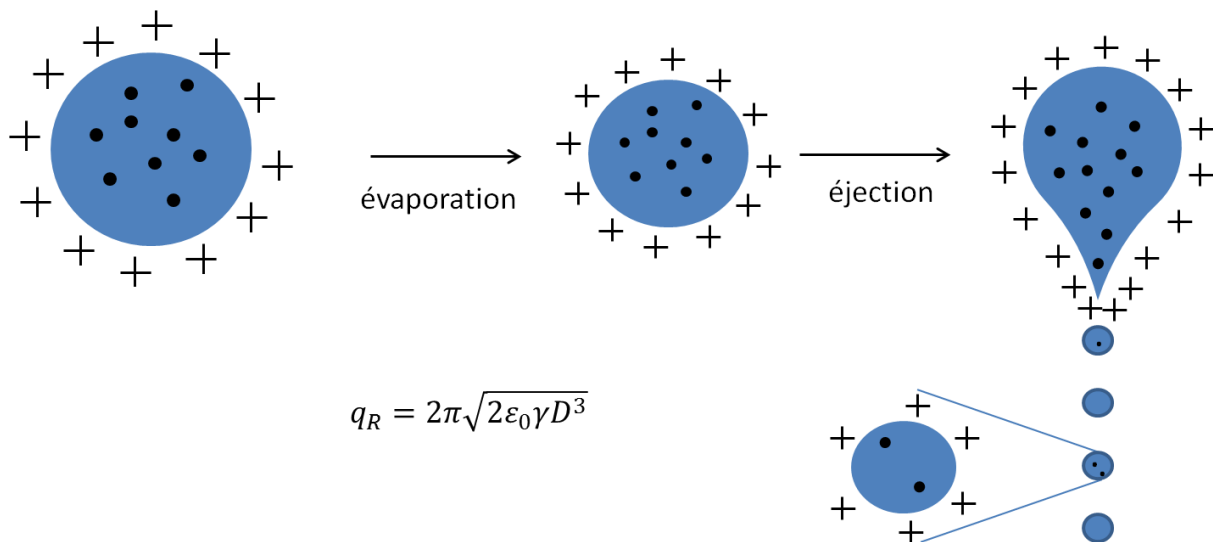 évaporation
éjection
q_R = 2π√(2ε₀γD³)